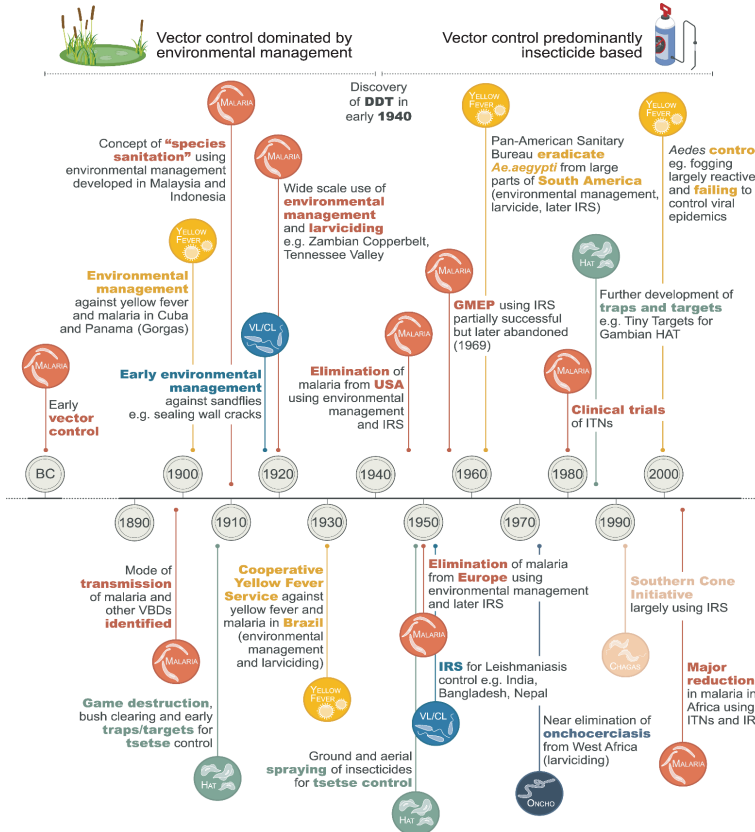 Vector control dominated by
environmental management
Vector control predominantly
insecticide based
Discovery
of DDT in
early 1940
MALARIA
Concept of "species
sanitation" using
environmental management
developed in Malaysia and
Indonesia
MALARIA
Wide scale use of
environmental
management
and larviciding
e.g. Zambian Copperbelt,
Tennessee Valley
YELLOW
FEVER
Pan-American Sanitary
Bureau eradicate
Ae.aegypti from large
parts of South America
(environmental management,
larvicide, later IRS)
YELLOW
FEVER
Aedes control
eg. fogging
largely reactive
and failing to
control viral
epidemics
YELLOW
FEVER
Environmental
management
against yellow fever
and malaria in Cuba
and Panama (Gorgas)
MALARIA
GMEP using IRS
partially successful
but later abandoned
(1969)
HAT
Further development of
traps and targets
e.g. Tiny Targets for
Gambian HAT
VL/CL
Early environmental
management
against sandflies
e.g. sealing wall cracks
MALARIA
Elimination of
malaria from USA
using environmental
management
and IRS
MALARIA
Early
vector
control
MALARIA
Clinical trials
of ITNs
BC
1900
1920
1940
1960
1980
2000
1890
1910
1930
1950
1970
1990
Mode of
transmission
of malaria and
other VBDs
identified
MALARIA
Cooperative
Yellow Fever
Service against
yellow fever and
malaria in Brazil
(environmental
management
and larviciding)
YELLOW
FEVER
Elimination of malaria
from Europe using
environmental management
and later IRS
MALARIA
IRS for Leishmaniasis
control e.g. India,
Bangladesh, Nepal
VL/CL
Southern Cone
Initiative
largely using IRS
CHAGAS
Major
reduction
in malaria in
Africa using
ITNs and IR
MALARIA
Game destruction,
bush clearing and early
traps/targets for
tsetse control
HAT
Ground and aerial
spraying of insecticides
for tsetse control
HAT
Near elimination of
onchocerciasis
from West Africa
(larviciding)
ONCHO